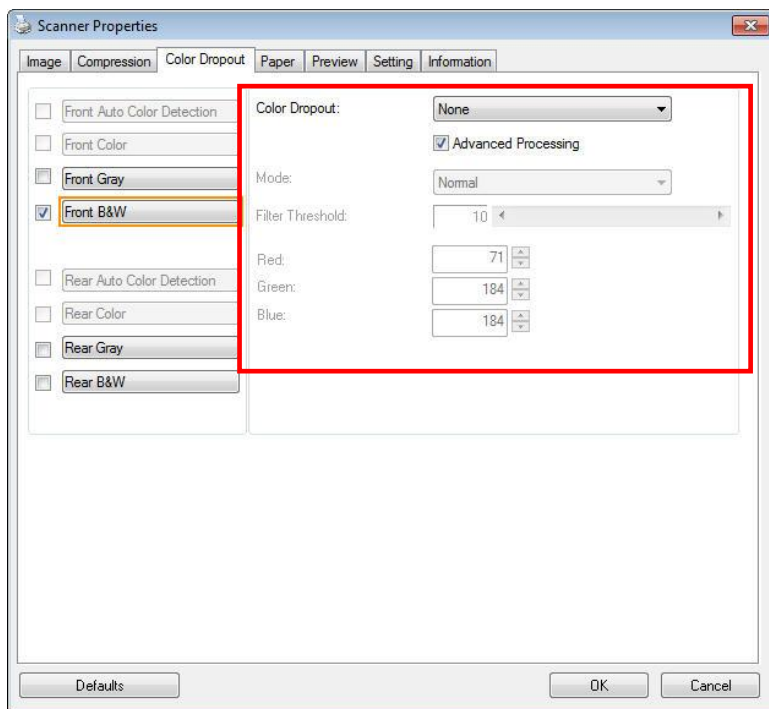 Scanner Properties
Image Compression Color Dropout Paper Preview Setting Information
Front Auto Color Detection
Front Color
Front Gray
Front B&W
Rear Auto Color Detection
Rear Color
Rear Gray
Rear B&W
Color Dropout: None
Advanced Processing
Mode: Normal
Filter Threshold: 10
Red: 71
Green: 184
Blue: 184
Defaults OK Cancel